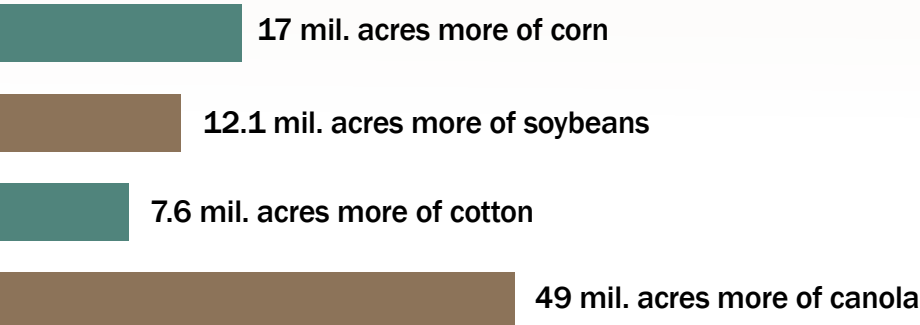 17 mil. acres more of corn
12.1 mil. acres more of soybeans
7.6 mil. acres more of cotton
49 mil. acres more of canola